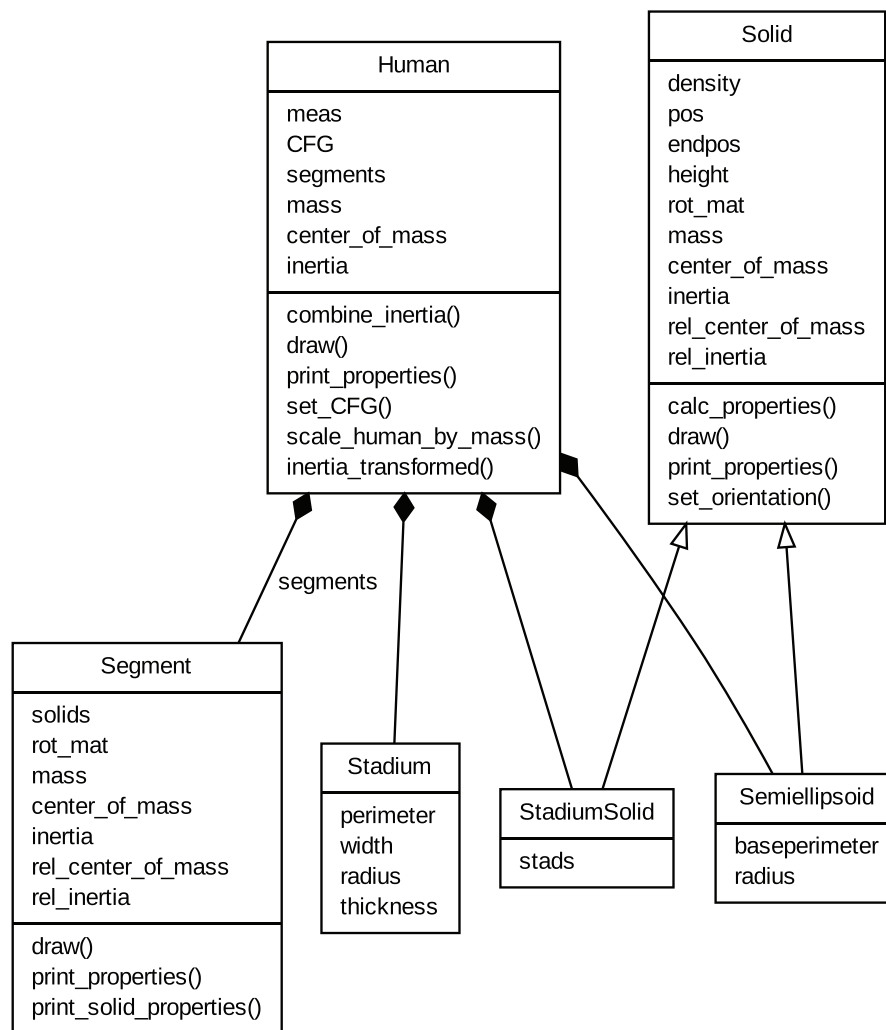 Human
meas
CFG
segments
mass
center_of_mass
inertia
combine_inertia()
draw()
print_properties()
set_CFG()
scale_human_by_mass()
inertia_transformed()
Solid
density
pos
endpos
height
rot_mat
mass
center_of_mass
inertia
rel_center_of_mass
rel_inertia
calc_properties()
draw()
print_properties()
set_orientation()
segments
Segment
solids
rot_mat
mass
center_of_mass
inertia
rel_center_of_mass
rel_inertia
draw()
print_properties()
print_solid_properties()
Stadium
perimeter
width
radius
thickness
StadiumSolid
stads
Semiellipsoid
baseperimeter
radius